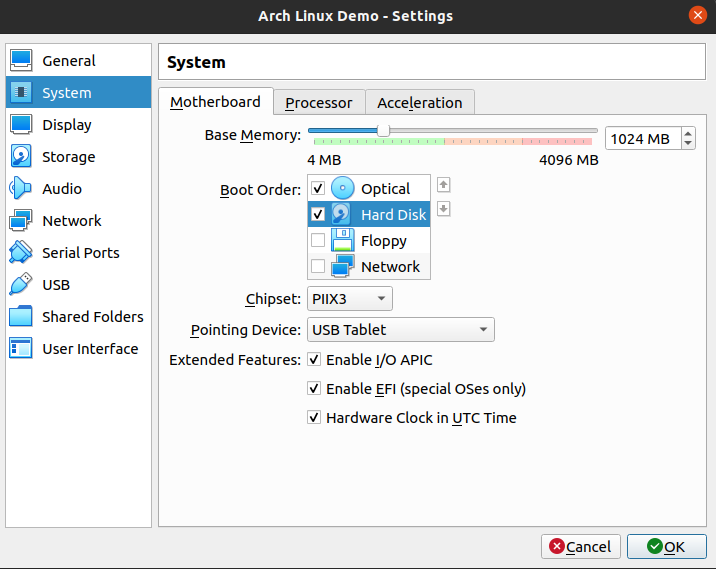 Arch Linux Demo - Settings
General
System
Display
Storage
Audio
Network
Serial Ports
USB
Shared Folders
User Interface
System
Motherboard Processor Acceleration
Base Memory: 1024 MB
4 MB 4096 MB
Boot Order: Optical
Hard Disk
Floppy
Network
Chipset: PIIX3
Pointing Device: USB Tablet
Extended Features: Enable I/O APIC
Enable EFI (special OSes only)
Hardware Clock in UTC Time
Cancel OK